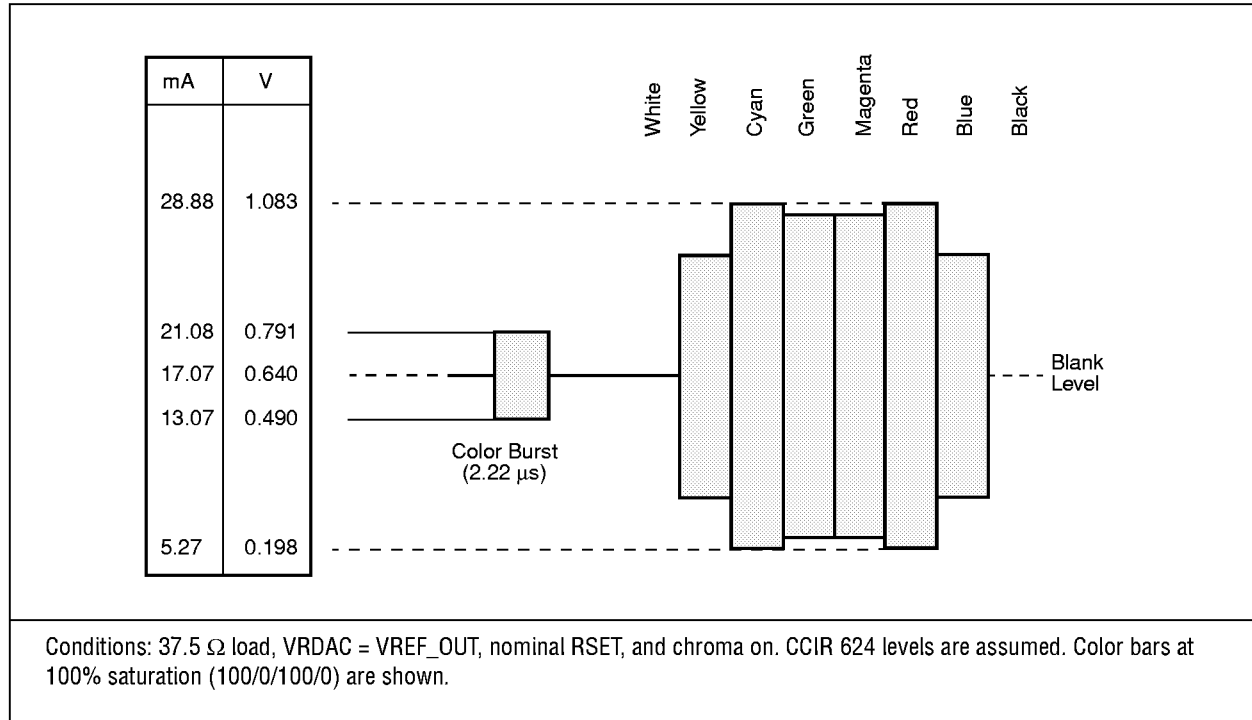 mA V
White
Yellow
Cyan
Green
Magenta
Red
Blue
Black
28.88 1.083
21.08 0.791
17.07 0.640
13.07 0.490
5.27 0.198
Blank
Level
Color Burst
(2.22 µs)
Conditions: 37.5 Ω load, VRDAC = VREF_OUT, nominal RSET, and chroma on. CCIR 624 levels are assumed. Color bars at
100% saturation (100/0/100/0) are shown.